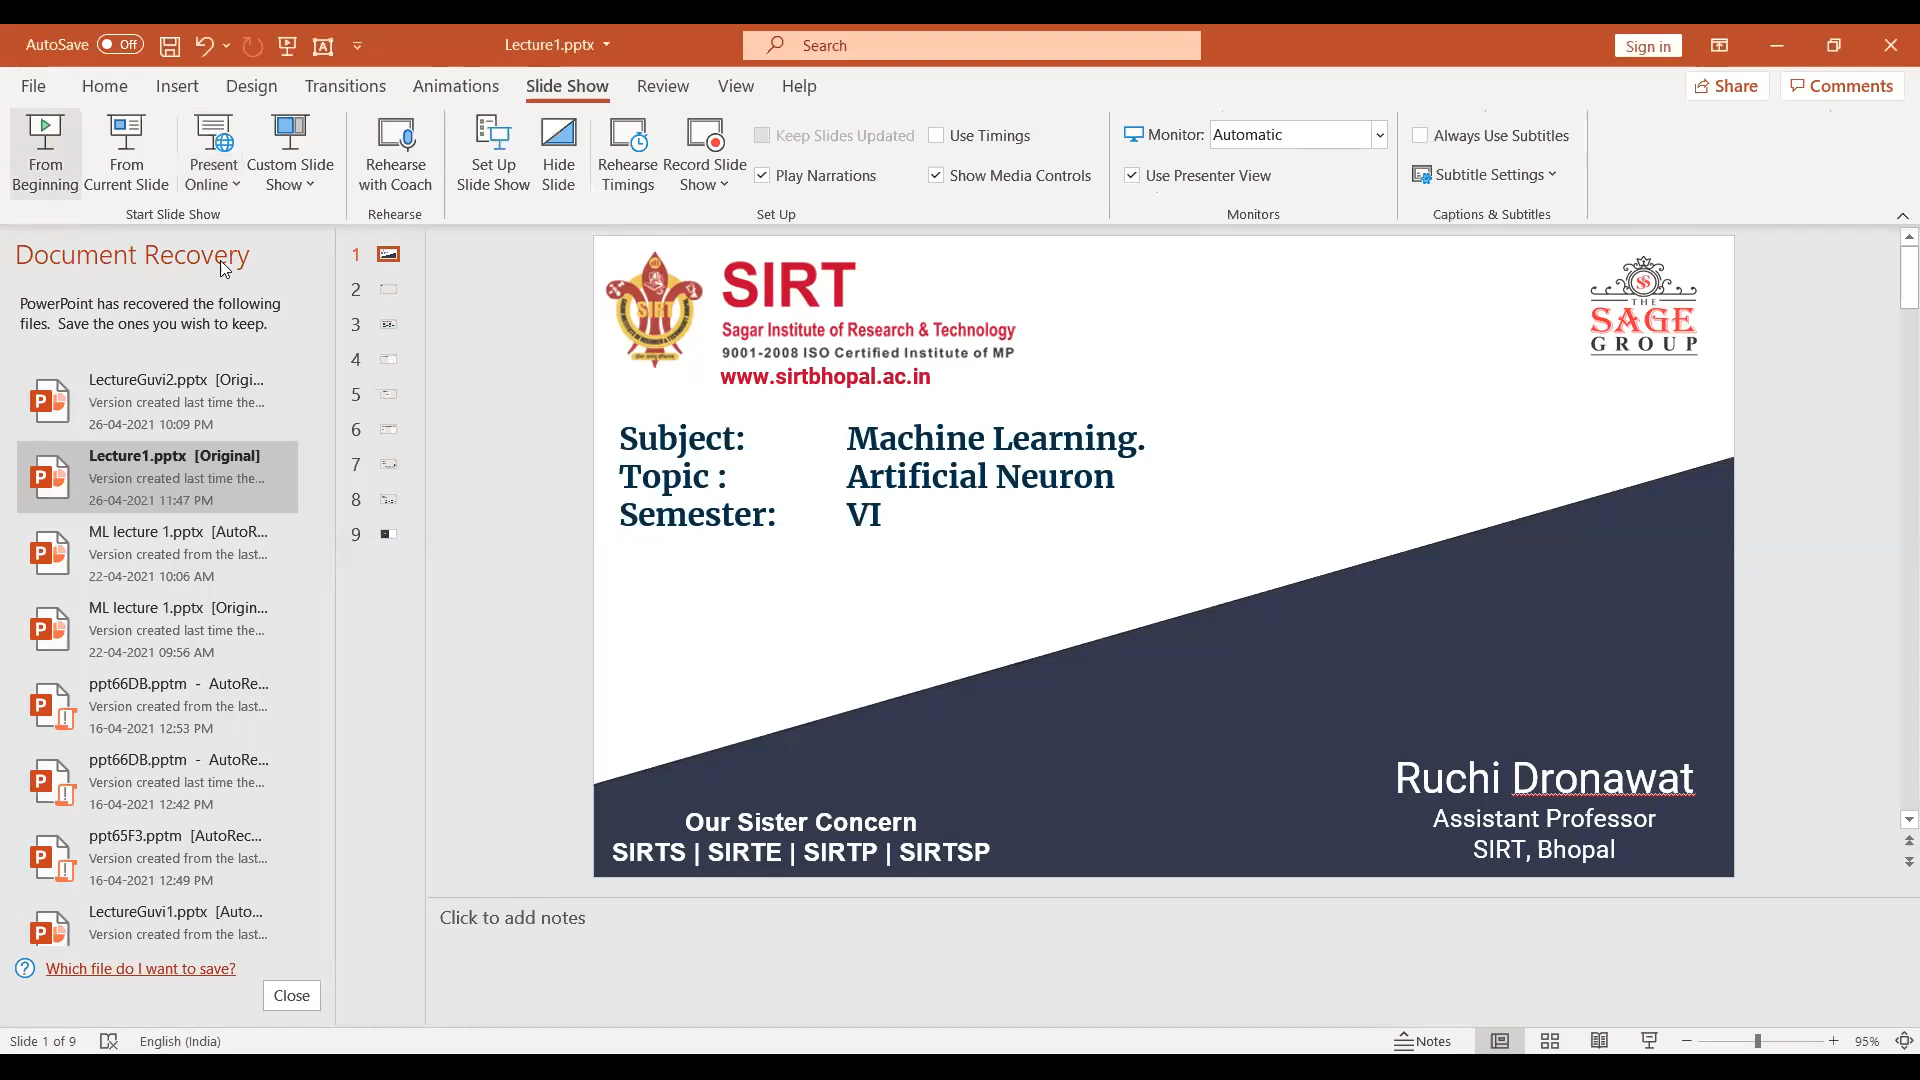 AutoSave Off
Lecture1.pptx
Search
Sign in
File Home Insert Design Transitions Animations Slide Show Review View Help
Share Comments
From Beginning
From Current Slide
Present Online
Custom Slide Show
Start Slide Show
Rehearse with Coach
Rehearse
Set Up Slide Show
Hide Slide
Rehearse Timings
Record Slide Show
Keep Slides Updated
Use Timings
Play Narrations
Show Media Controls
Set Up
Monitor: Automatic
Use Presenter View
Monitors
Always Use Subtitles
Subtitle Settings
Captions & Subtitles
Document Recovery
PowerPoint has recovered the following
files. Save the ones you wish to keep.
LectureGuvi2.pptx [Origi...
Version created last time the...
26-04-2021 10:09 PM
Lecture1.pptx [Original]
Version created last time the...
26-04-2021 11:47 PM
ML lecture 1.pptx [AutoR...
Version created from the last...
22-04-2021 10:06 AM
ML lecture 1.pptx [Origin...
Version created last time the...
22-04-2021 09:56 AM
ppt66DB.pptm - AutoRe...
Version created from the last...
16-04-2021 12:53 PM
ppt66DB.pptm - AutoRe...
Version created last time the...
16-04-2021 12:42 PM
ppt65F3.pptm [AutoRec...
Version created from the last...
16-04-2021 12:49 PM
LectureGuvi1.pptx [Auto...
Version created from the last...
Which file do I want to save?
Close
1
2
3
4
5
6
7
8
9
SIRT
SIRT
Sagar Institute of Research & Technology
9001-2008 ISO Certified Institute of MP
www.sirtbhopal.ac.in
THE
SAGE
GROUP
Subject: Machine Learning.
Topic : Artificial Neuron
Semester: VI
Ruchi Dronawat
Assistant Professor
SIRT, Bhopal
Our Sister Concern
SIRTS | SIRTE | SIRTP | SIRTSP
Click to add notes
Slide 1 of 9 English (India)
Notes
95%